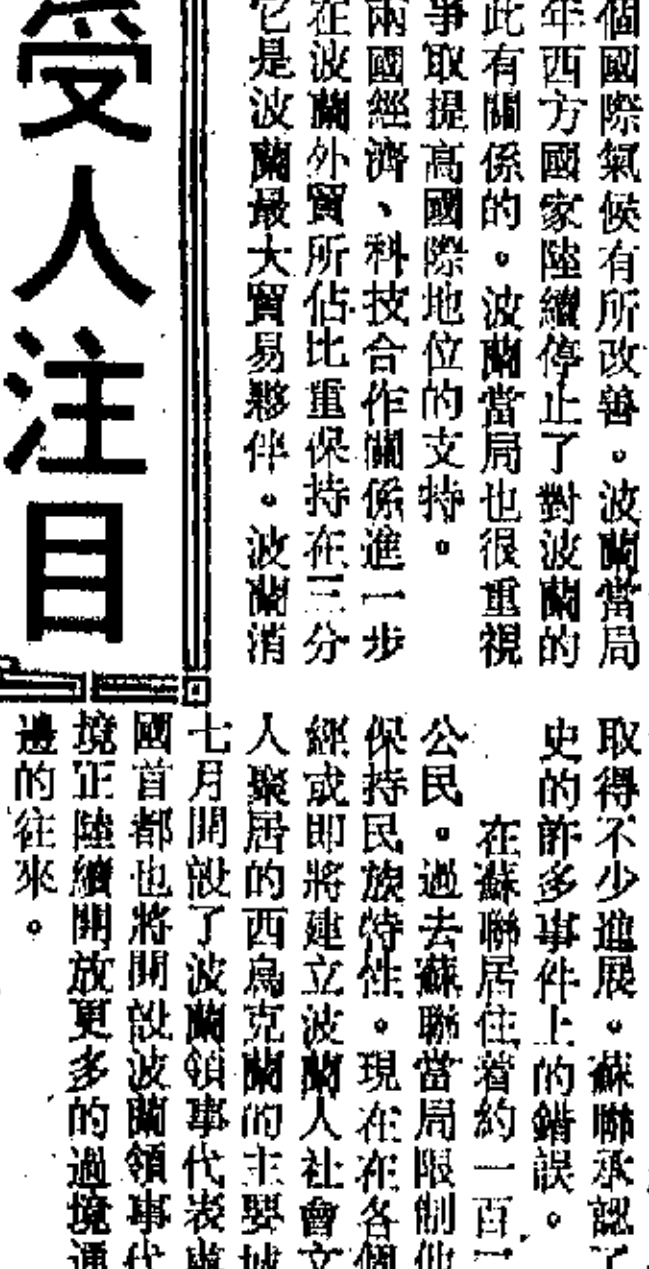 個國際氣候有所改善。波蘭當局
年西方國家陸續停止了對波蘭的
此有關係的。波蘭當局也很重視
爭取提高國際地位的支持。
兩國經濟、科技合作關係進一步
在波蘭外貿所佔比重保持在三分
它是波蘭最大貿易夥伴。波蘭消
受人注目
取得不少進展。蘇聯承認了
史的許多事件上的錯誤。
在蘇聯居住着約一百二
公民。過去蘇聯當局限制他
保持民族特性。現在在各個
經或即將建立波蘭人社會文
人聚居的西烏克蘭的主要城
七月開設了波蘭領事代表處
國首都也將開設波蘭領事代
境正陸續開放更多的過境通
邊的往來。